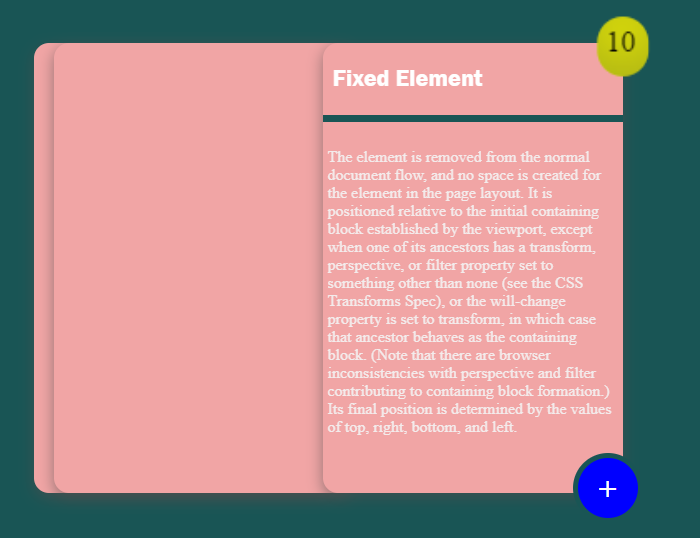 10
Fixed Element
The element is removed from the normal
document flow, and no space is created for
the element in the page layout. It is
positioned relative to the initial containing
block established by the viewport, except
when one of its ancestors has a transform,
perspective, or filter property set to
something other than none (see the CSS
Transforms Spec), or the will-change
property is set to transform, in which case
that ancestor behaves as the containing
block. (Note that there are browser
inconsistencies with perspective and filter
contributing to containing block formation.)
Its final position is determined by the values
of top, right, bottom, and left.
+